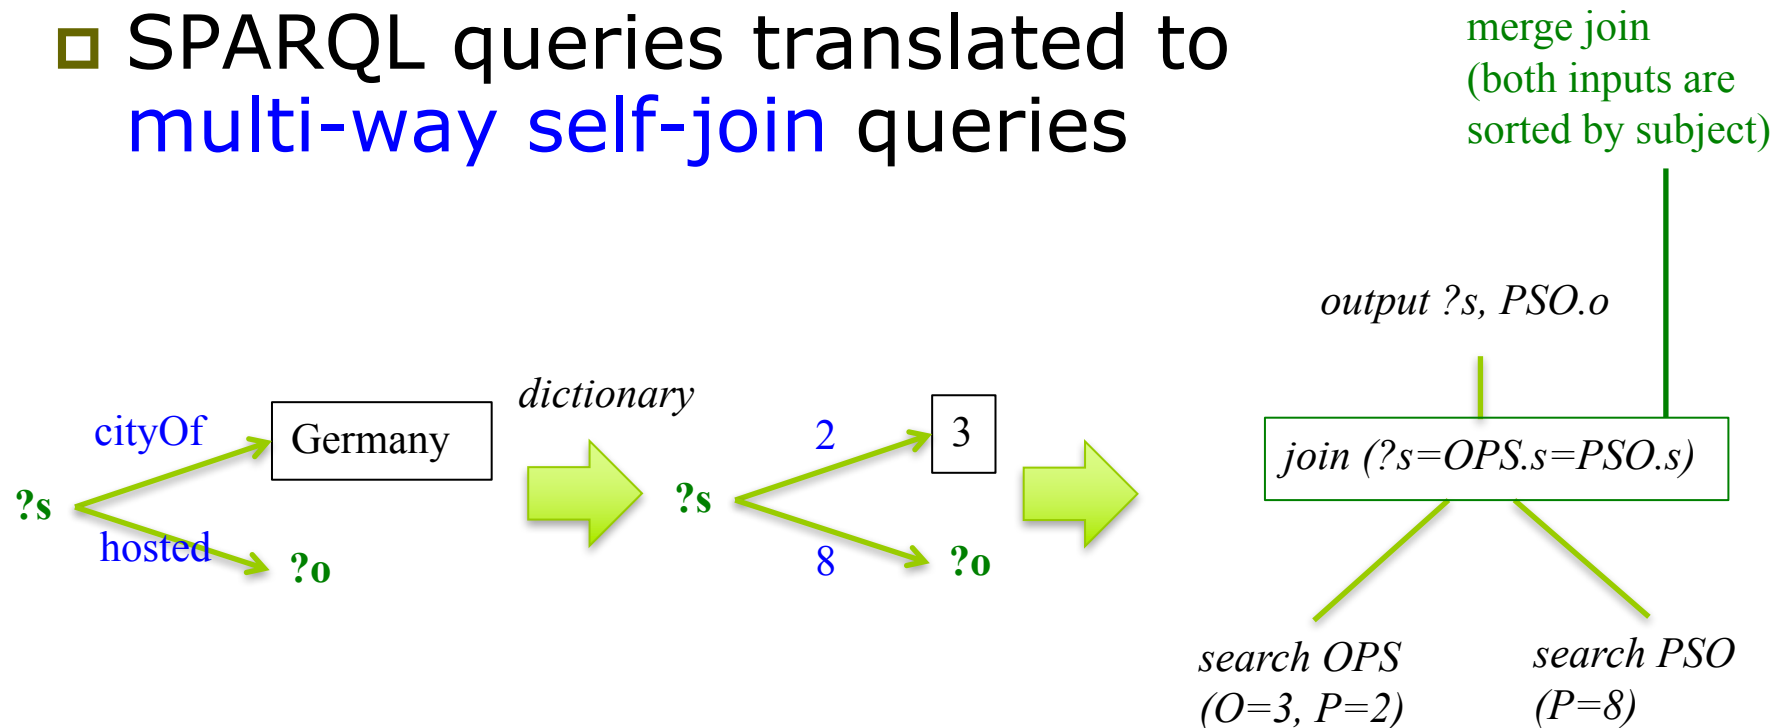 SPARQL queries translated to
multi-way self-join queries
merge join
(both inputs are
sorted by subject)
?s
cityOf
Germany
hosted
?o
dictionary
?s
2
3
8
?o
output ?s, PSO.o
join (?s=OPS.s=PSO.s)
search OPS
(O=3, P=2)
search PSO
(P=8)